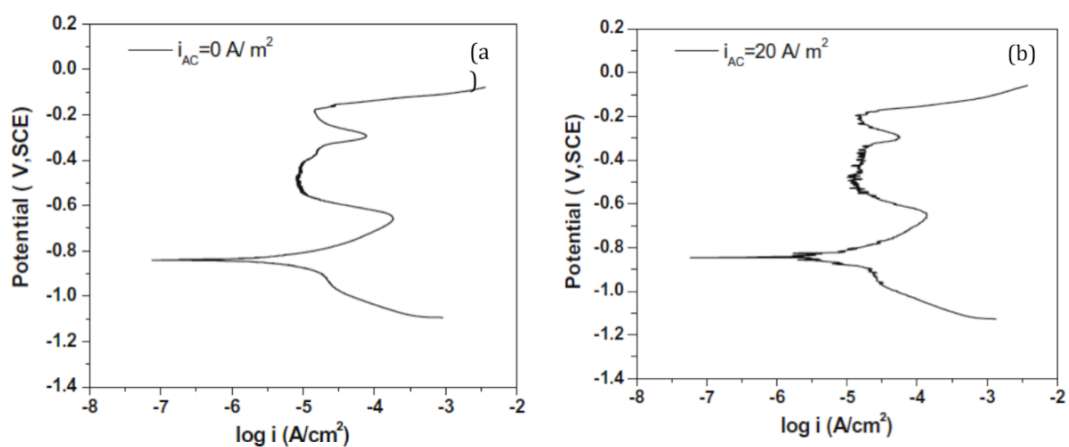 0.2
0.0
-0.2
-0.4
-0.6
-0.8
-1.0
-1.2
-1.4
Potential ( V,SCE)
i_AC=0 A/ m²
(a
)
-8 -7 -6 -5 -4 -3 -2 -1
log i (A/cm²)
0.2
0.0
-0.2
-0.4
-0.6
-0.8
-1.0
-1.2
-1.4
Potential ( V,SCE)
i_AC=20 A/ m²
(b)
-8 -7 -6 -5 -4 -3 -2
log i (A/cm²)